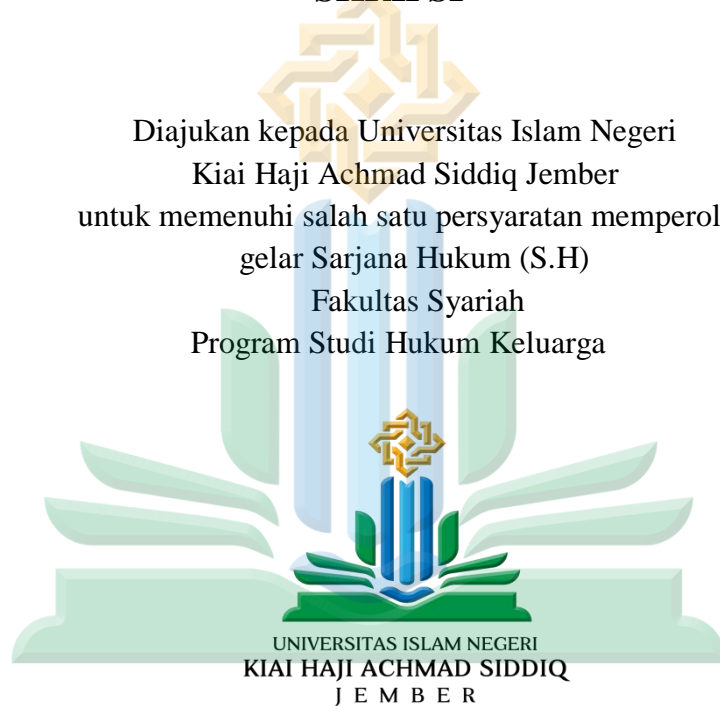 Diajukan kepada Universitas Islam Negeri
Kiai Haji Achmad Siddiq Jember
untuk memenuhi salah satu persyaratan memperol
gelar Sarjana Hukum (S.H)
Fakultas Syariah
Program Studi Hukum Keluarga
UNIVERSITAS ISLAM NEGERI
KIAI HAJI ACHMAD SIDDIQ
JEMBER